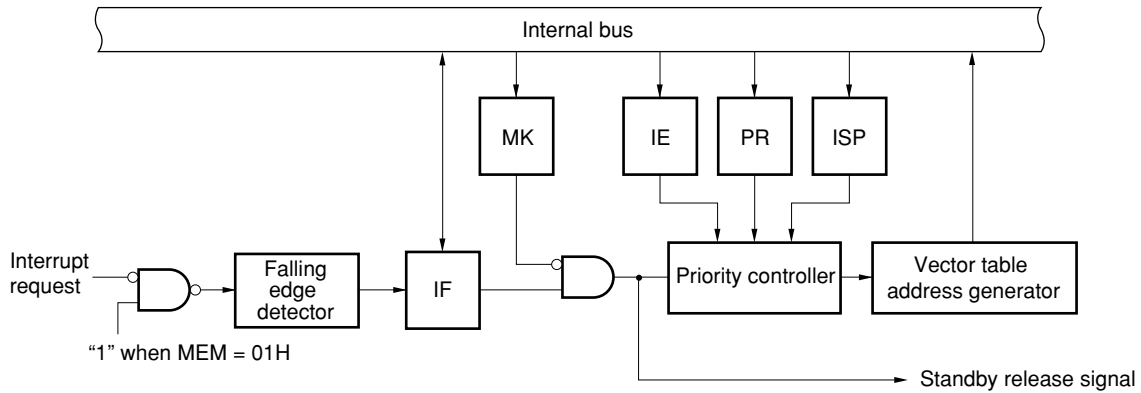 Internal bus
MK
IE
PR
ISP
Interrupt
request
Falling
edge
detector
IF
Priority controller
Vector table
address generator
“1” when MEM = 01H
Standby release signal